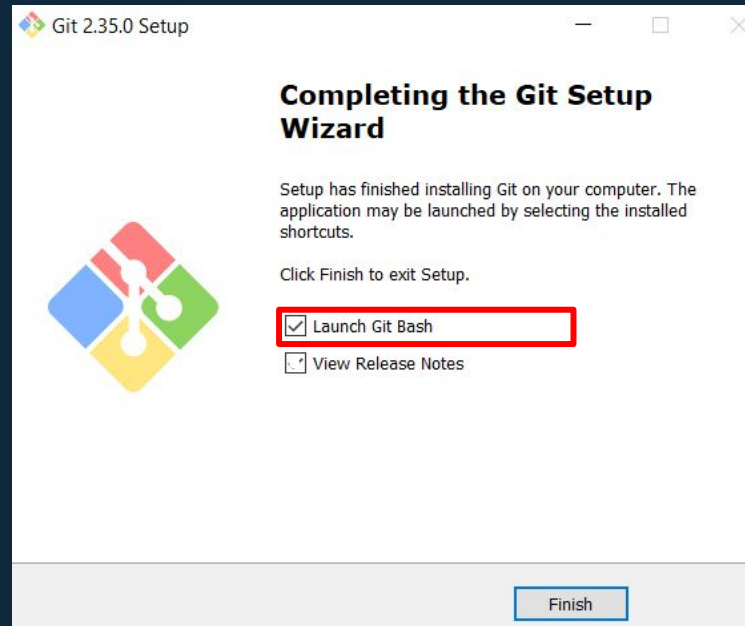 Git 2.35.0 Setup
Completing the Git Setup
Wizard
Setup has finished installing Git on your computer. The
application may be launched by selecting the installed
shortcuts.
Click Finish to exit Setup.
Launch Git Bash
View Release Notes
Finish